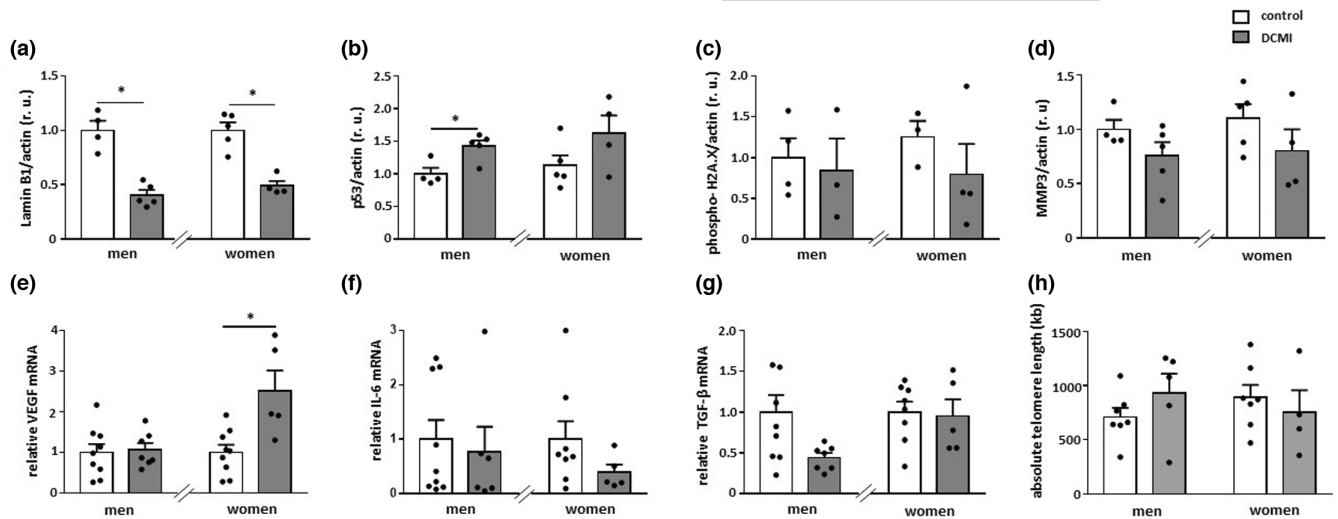 control
DCMI
(a)
Lamin B1/actin (r. u.)
1.5
1.0
0.5
0
*
*
men
women
(b)
p53/actin (r. u.)
2.5
2.0
1.5
1.0
0.5
0
*
men
women
(c)
phospho- H2A.X/actin (r. u.)
2.0
1.5
1.0
0.5
0
men
women
(d)
MMP3/actin (r. u)
1.5
1.0
0.5
0
men
women
(e)
relative VEGF mRNA
4
3
2
1
0
*
men
women
(f)
relative IL-6 mRNA
3
2
1
0
men
women
(g)
relative TGF-β mRNA
2.0
1.5
1.0
0.5
0
men
women
(h)
absolute telomere length (kb)
1500
1000
500
0
men
women